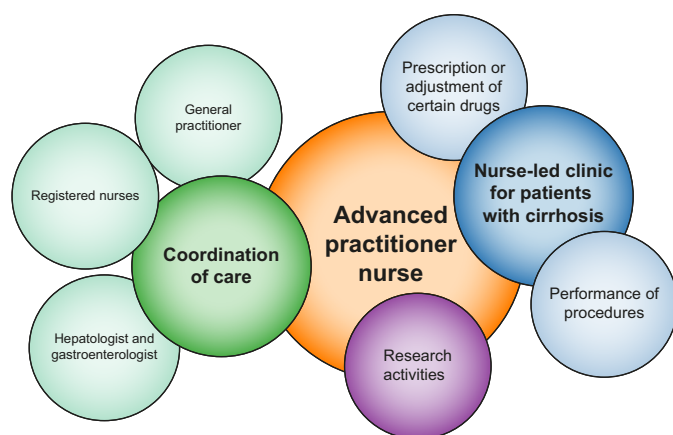 General
practitioner
Registered nurses
Hepatologist and
gastroenterologist
Coordination
of care
Advanced
practitioner
nurse
Research
activities
Prescription or
adjustment of
certain drugs
Nurse-led clinic
for patients
with cirrhosis
Performance of
procedures